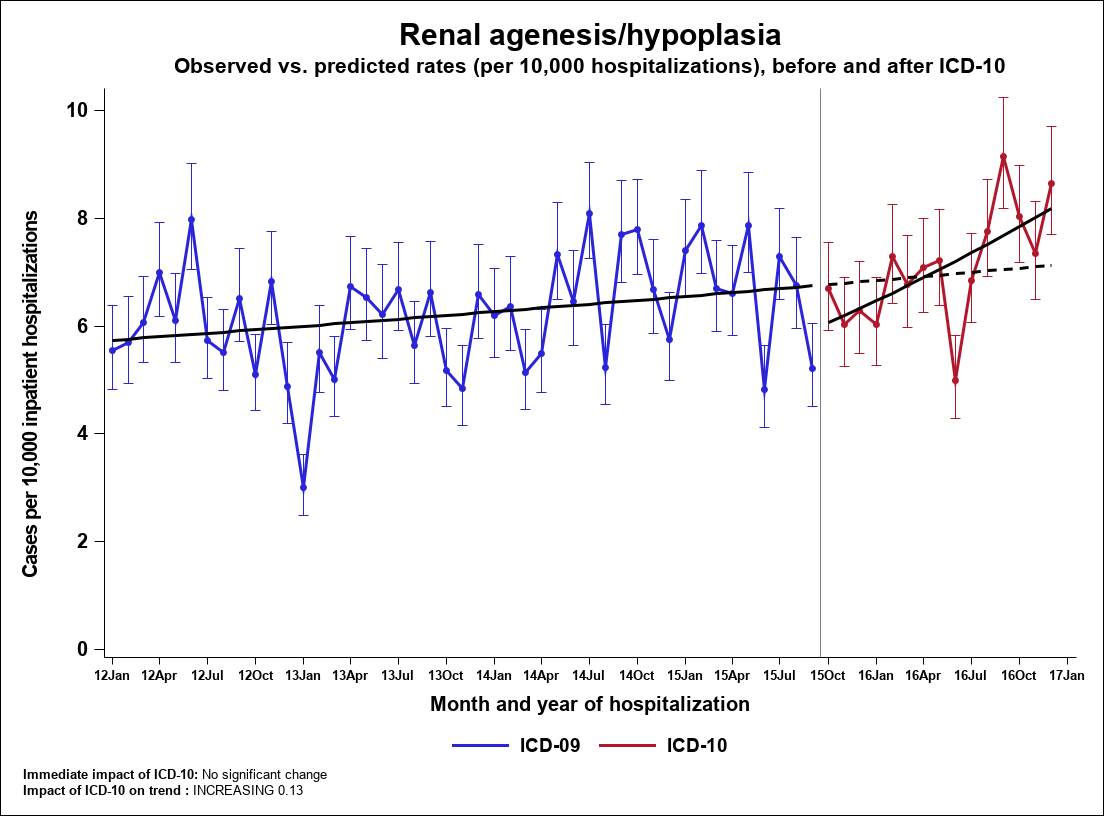 Renal agenesis/hypoplasia
Observed vs. predicted rates (per 10,000 hospitalizations), before and after ICD-10
Cases per 10,000 inpatient hospitalizations
10
8
6
4
2
0
12Jan 12Apr 12Jul 12Oct 13Jan 13Apr 13Jul 13Oct 14Jan 14Apr 14Jul 14Oct 15Jan 15Apr 15Jul 15Oct 16Jan 16Apr 16Jul 16Oct 17Jan
Month and year of hospitalization
ICD-09 ICD-10
Immediate impact of ICD-10: No significant change
Impact of ICD-10 on trend : INCREASING 0.13